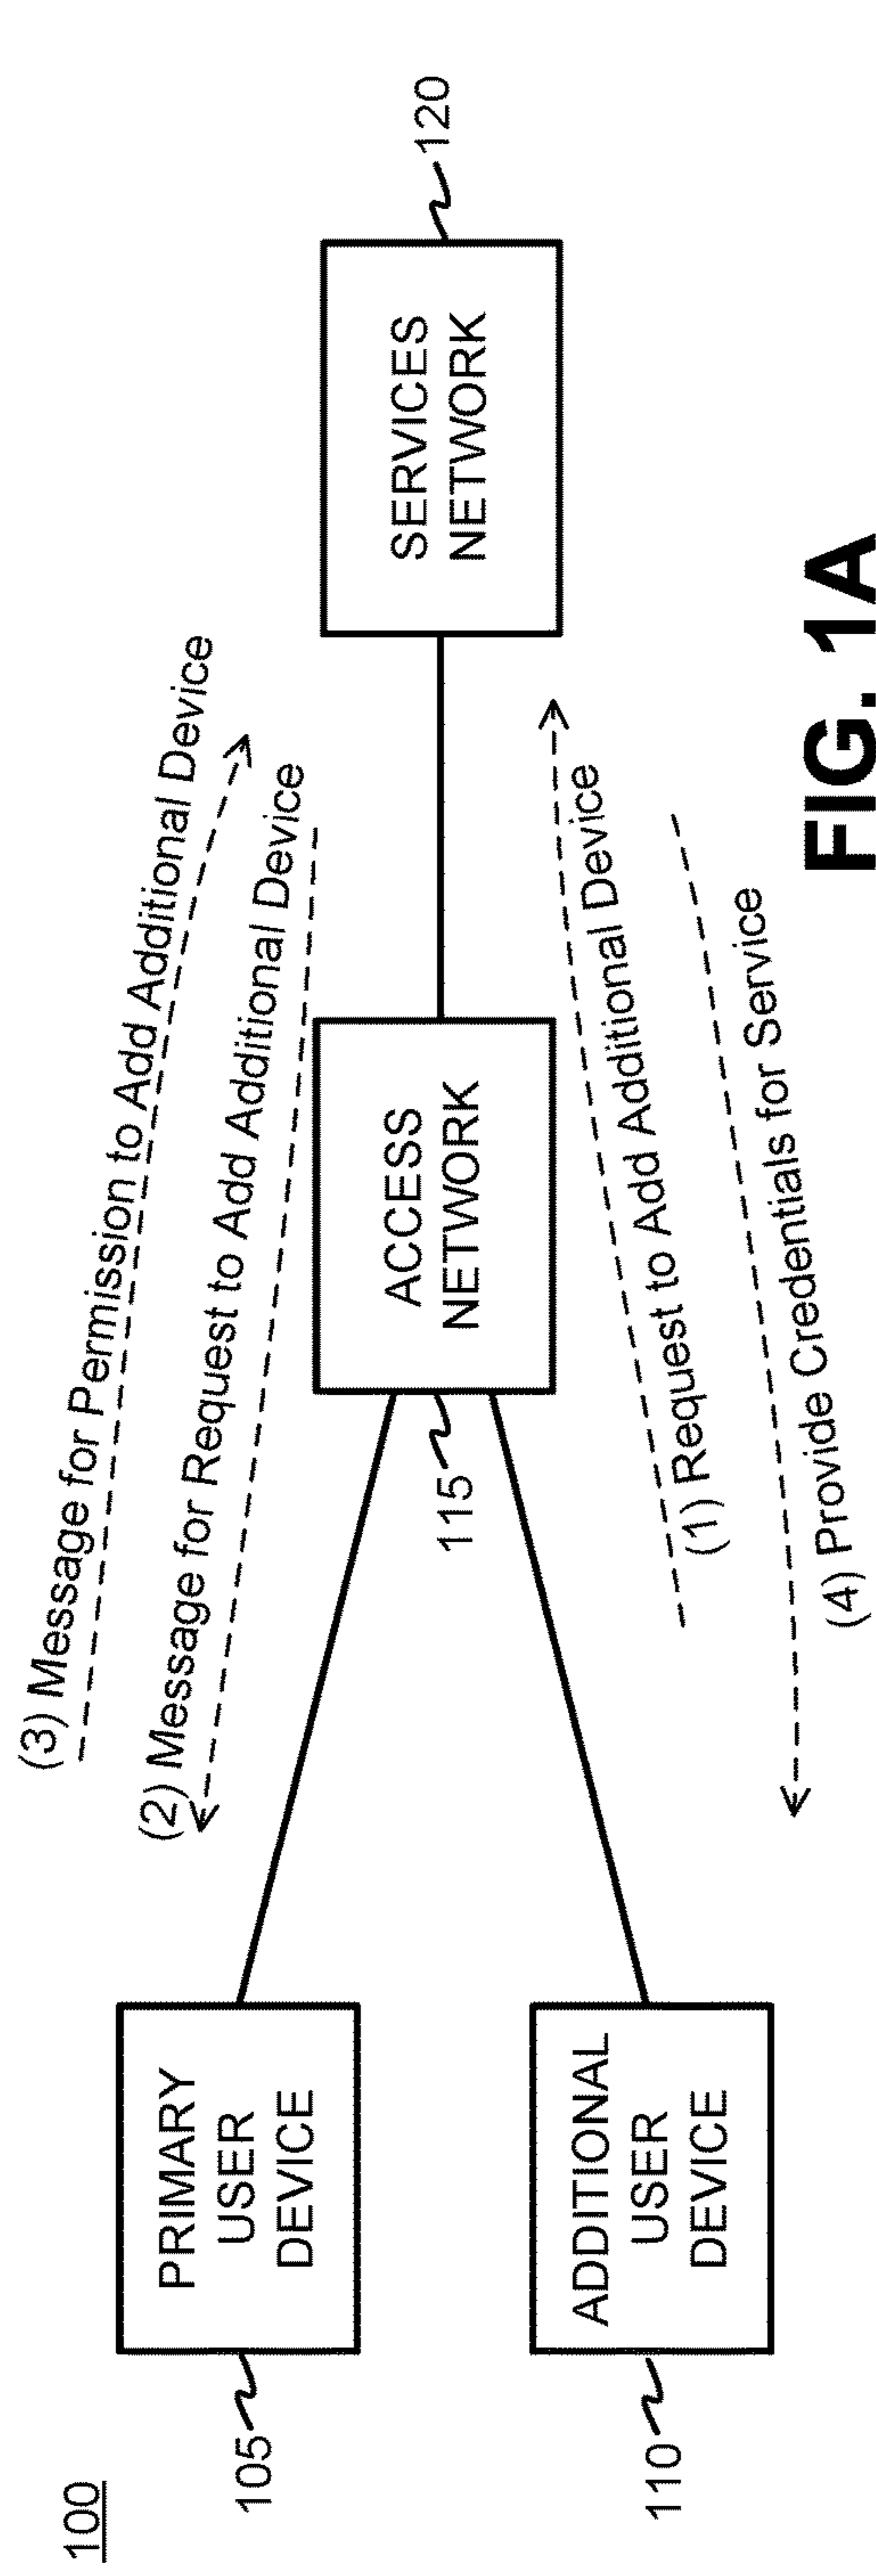 100
(3) Message for Permission to Add Additional Device
(2) Message for Request to Add Additional Device
105
PRIMARY
USER
DEVICE
115
ACCESS
NETWORK
SERVICES
NETWORK
120
110
ADDITIONAL
USER
DEVICE
(1) Request to Add Additional Device
(4) Provide Credentials for Service
FIG. 1A